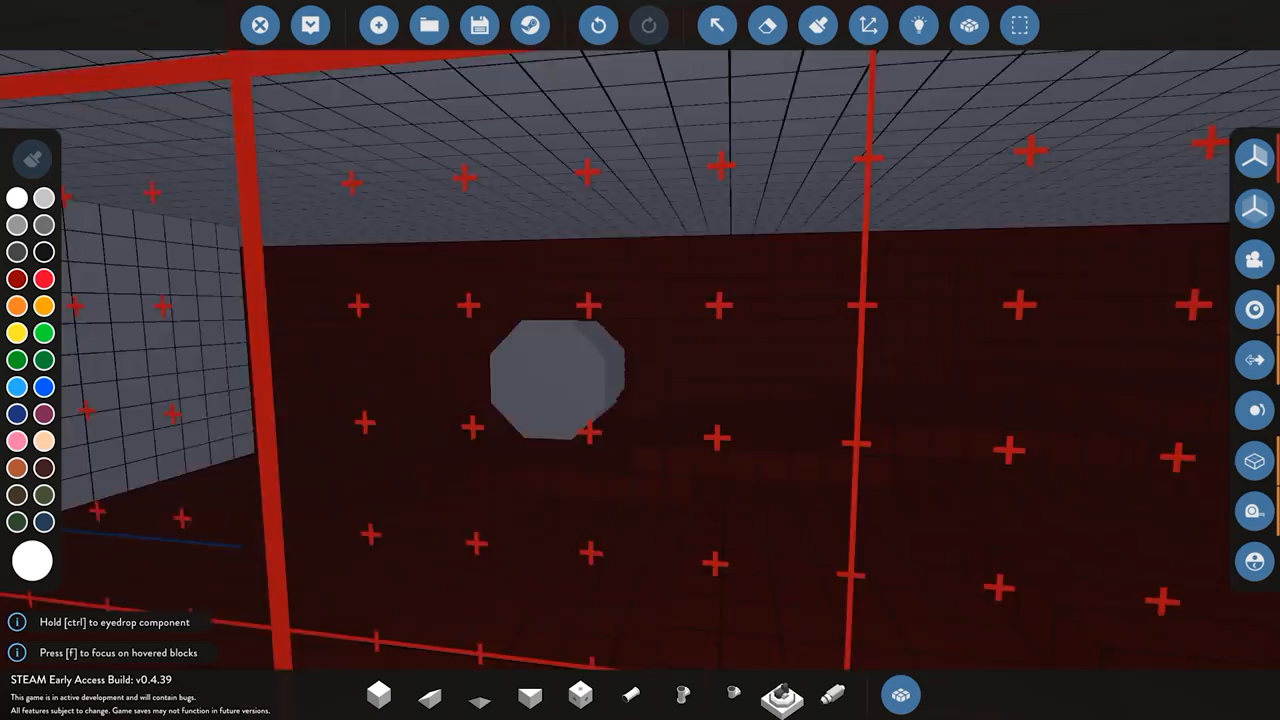 Hold [ctrl] to eyedrop component
Press [f] to focus on hovered blocks
STEAM Early Access Build: v0.4.39
This game is in active development and will contain bugs.
All features subject to change. Game saves may not function in future versions.